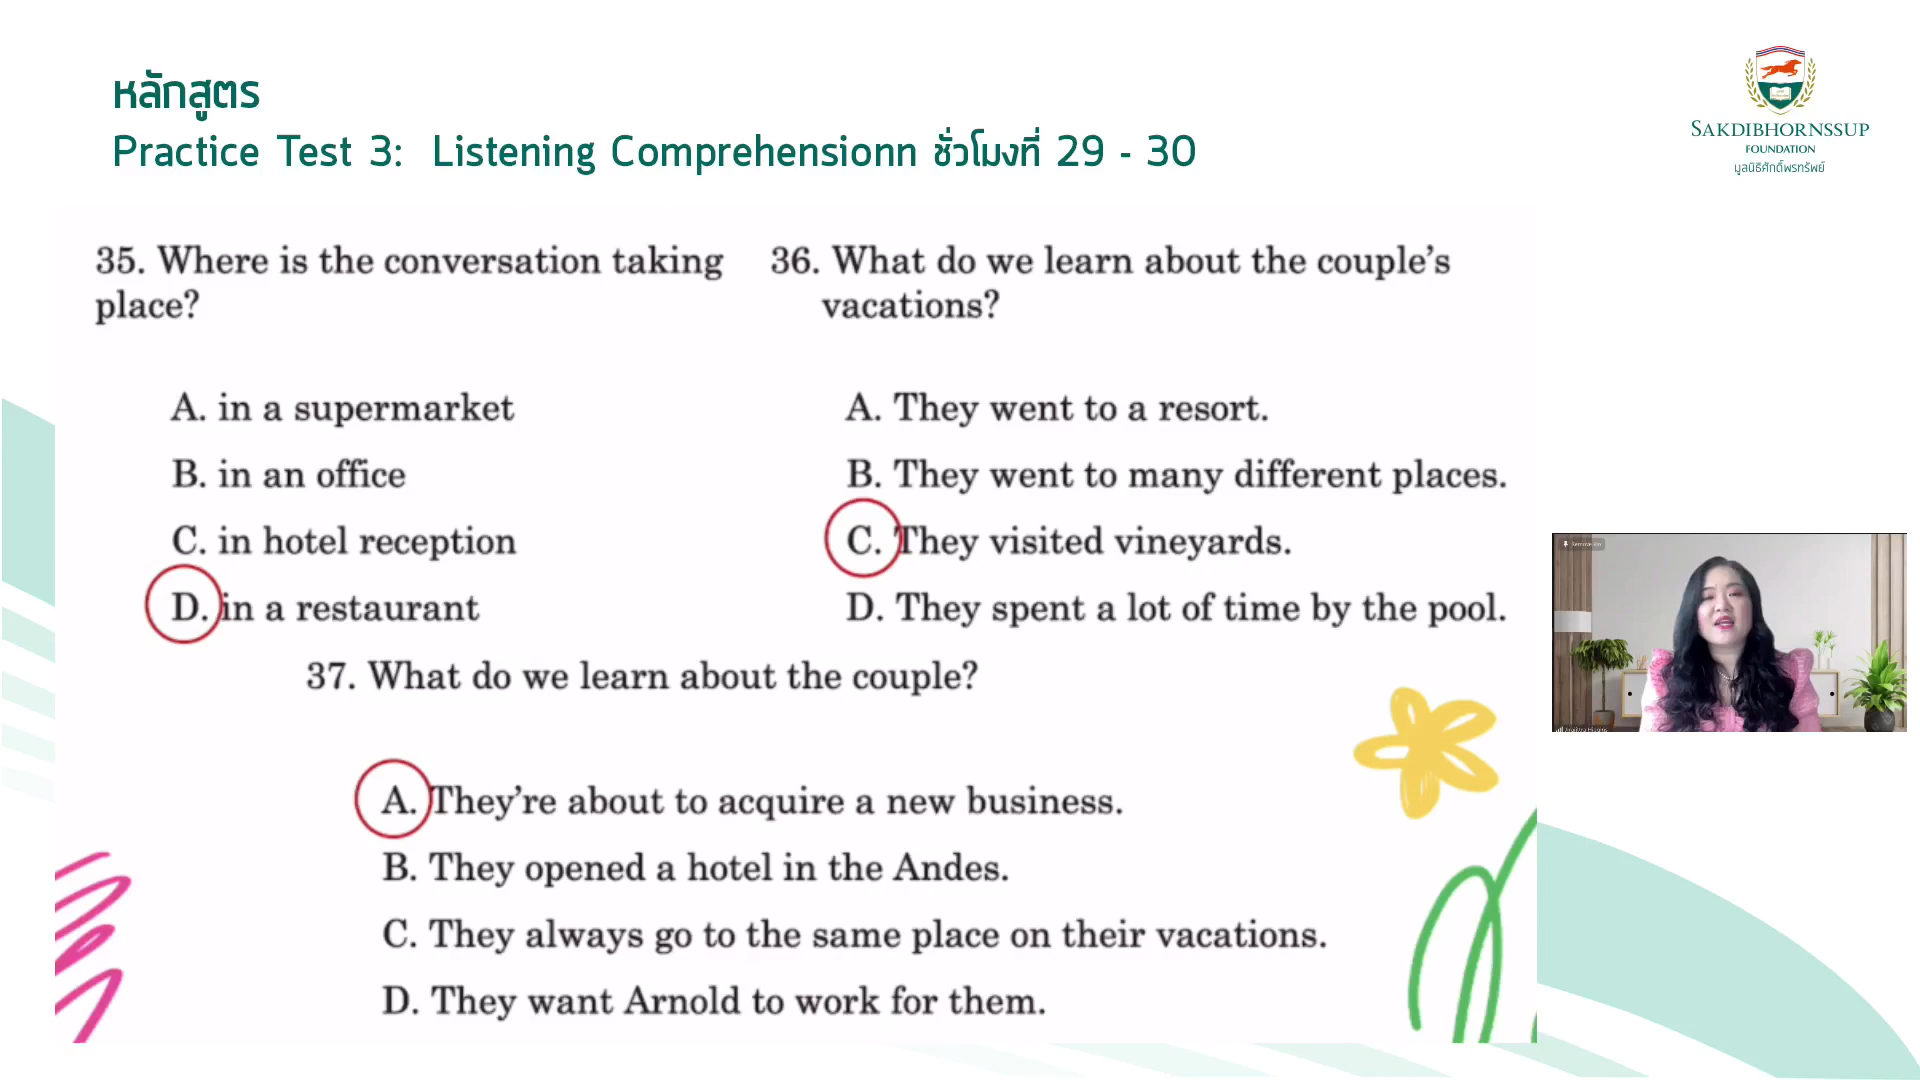 หลักสูตร
Practice Test 3: Listening Comprehensionn ชั่วโมงที่ 29 - 30
SAKDIBHORNSSUP
FOUNDATION
มูลนิธิศักดิ์พรทรัพย์
35. Where is the conversation taking
place?
A. in a supermarket
B. in an office
C. in hotel reception
D. in a restaurant
36. What do we learn about the couple’s
vacations?
A. They went to a resort.
B. They went to many different places.
C. They visited vineyards.
D. They spent a lot of time by the pool.
37. What do we learn about the couple?
A. They’re about to acquire a new business.
B. They opened a hotel in the Andes.
C. They always go to the same place on their vacations.
D. They want Arnold to work for them.